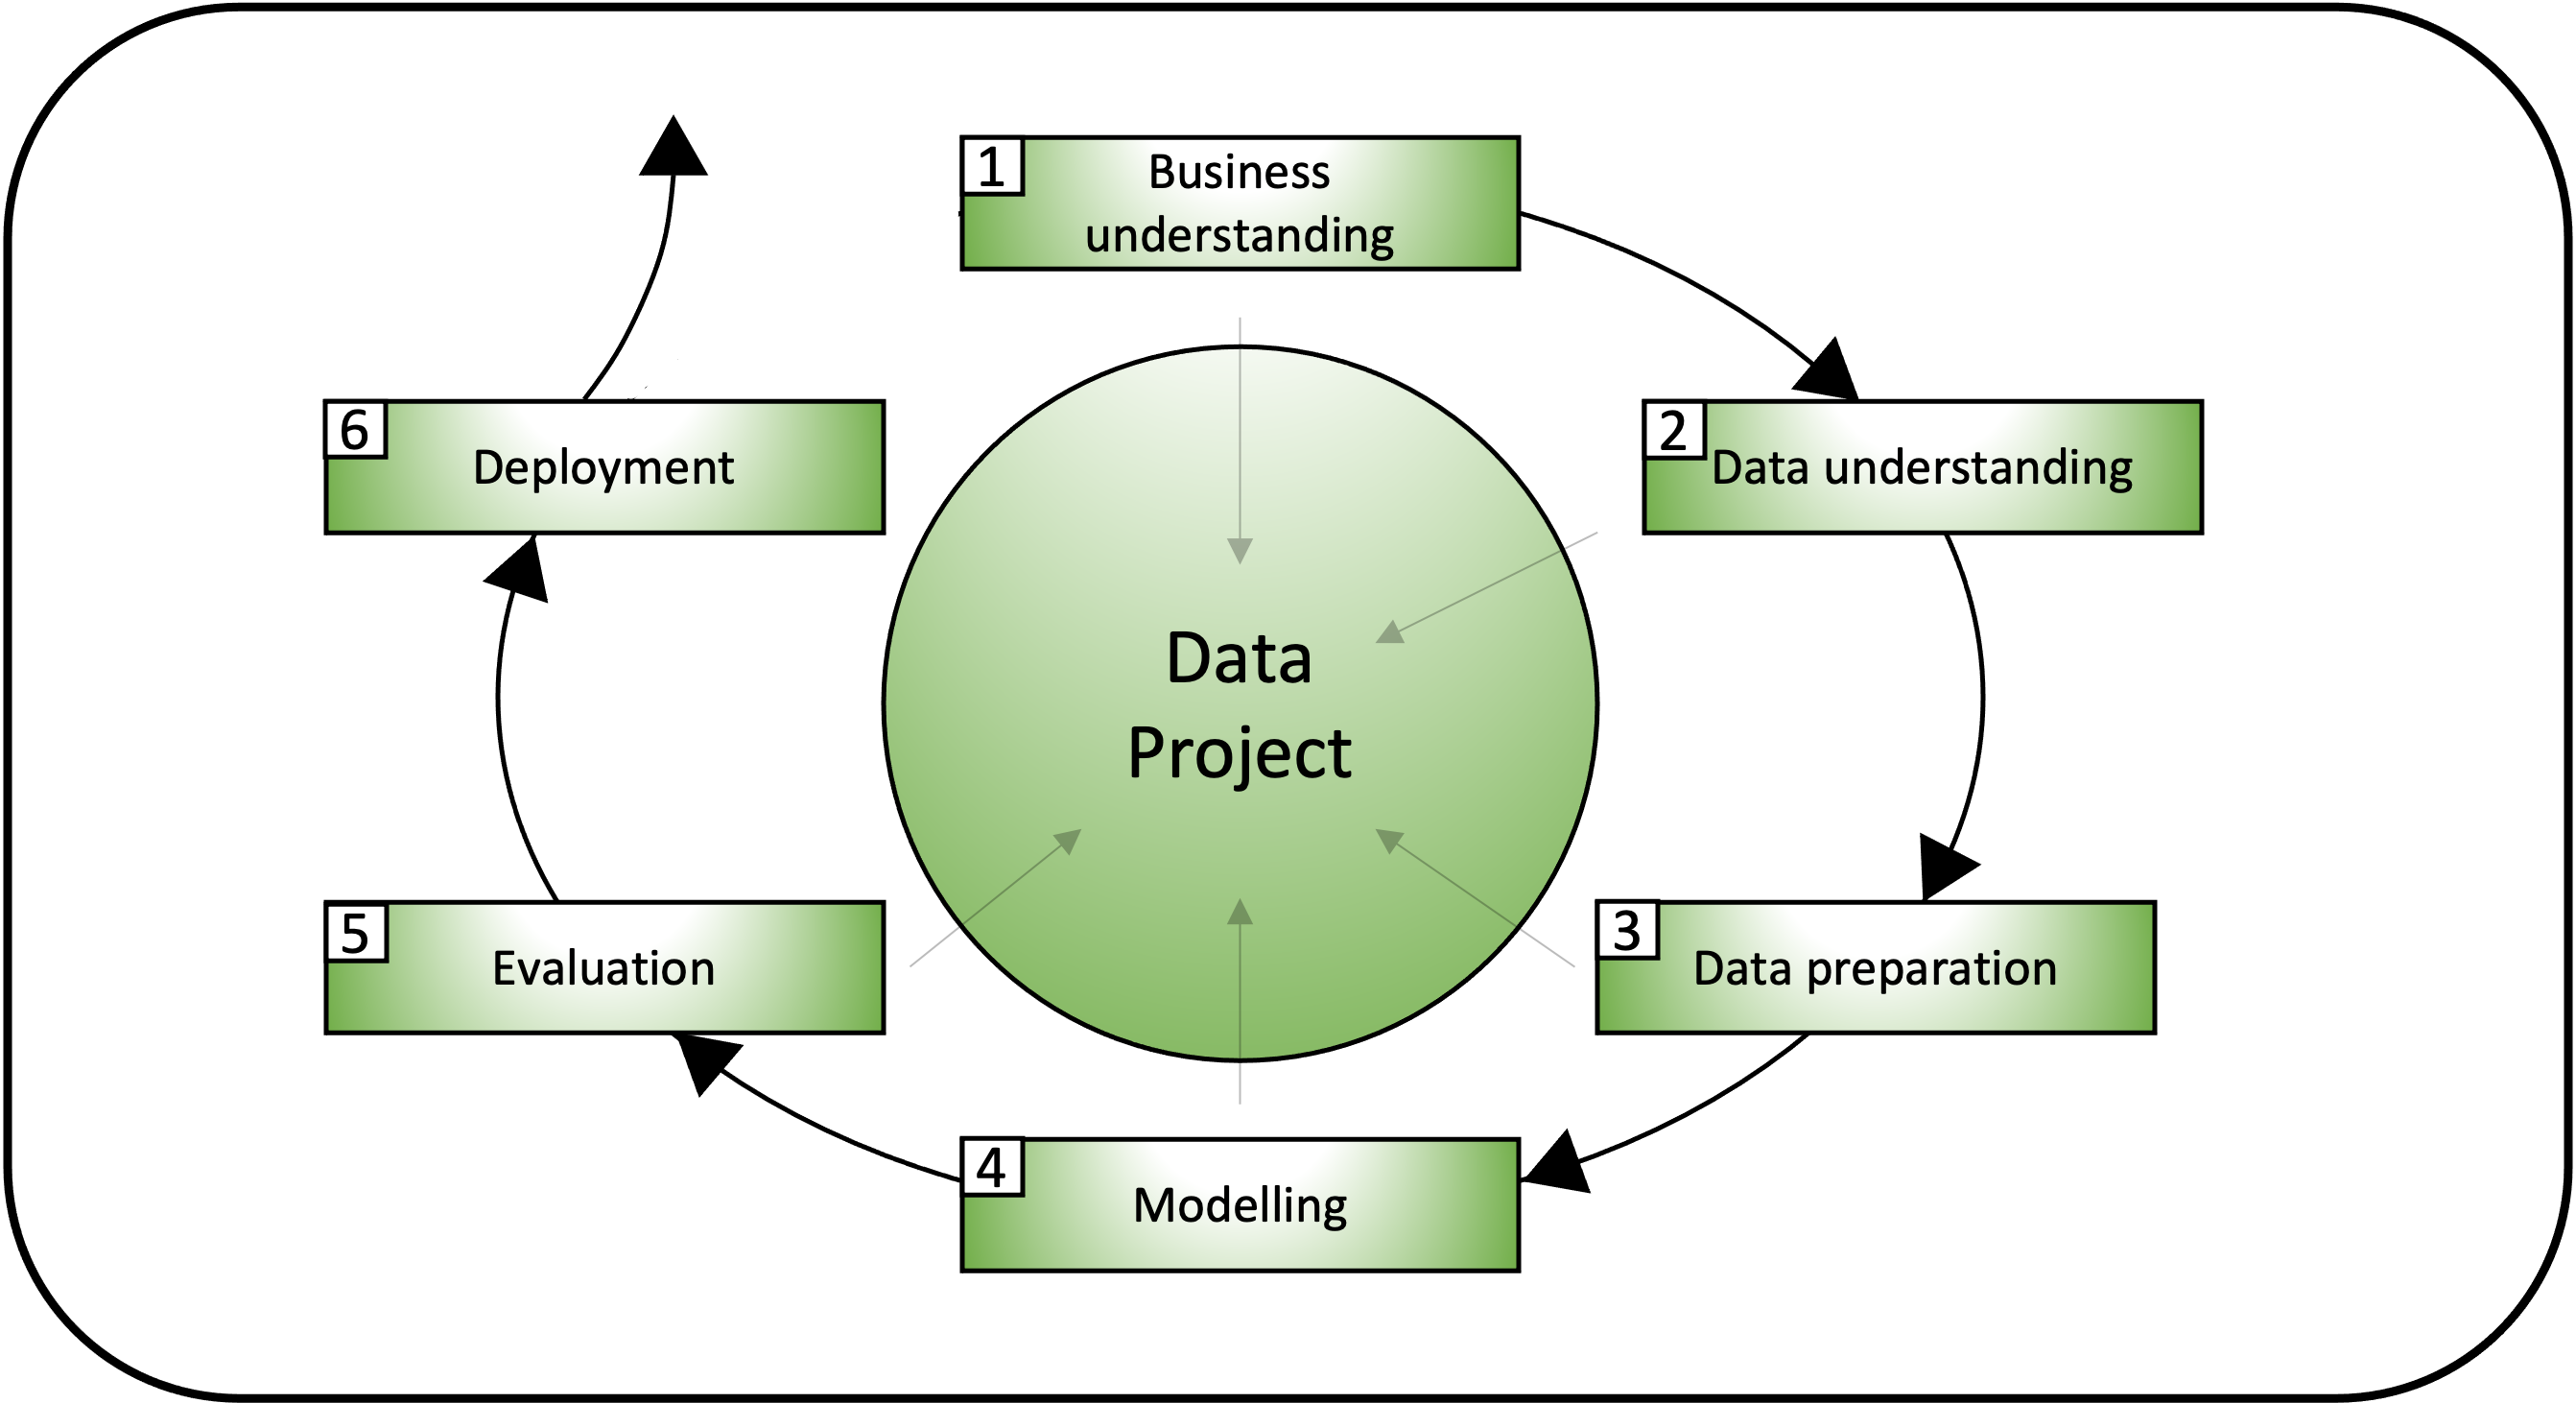 1
Business
understanding
2
Data understanding
3
Data preparation
4
Modelling
5
Evaluation
6
Deployment
Data
Project